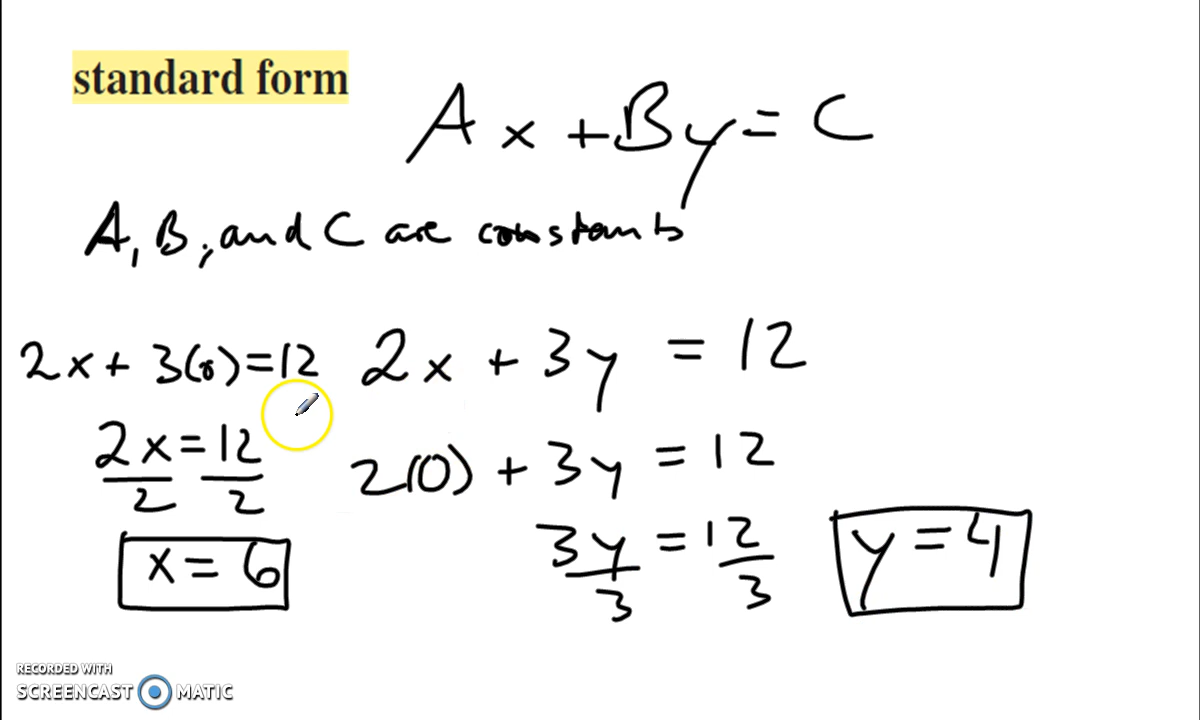 standard form
Ax + By = C
A, B, and C are constants
2x + 3(0) = 12
2x + 3y = 12
2x = 12
2 2
x = 6
2(0) + 3y = 12
3y = 12
3 3
y = 4
RECORDED WITH
SCREENCAST MATIC